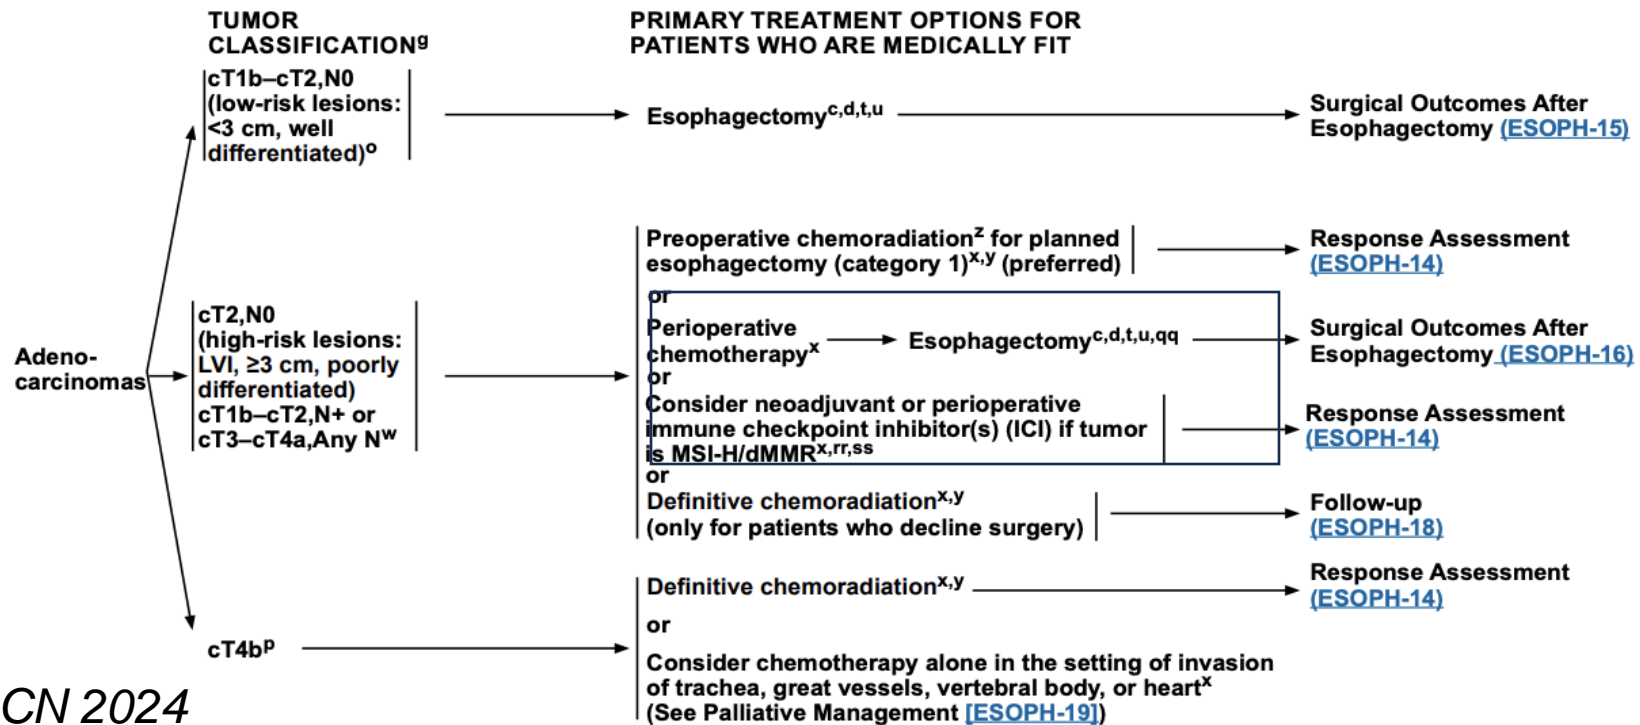 TUMOR
CLASSIFICATIONg
PRIMARY TREATMENT OPTIONS FOR
PATIENTS WHO ARE MEDICALLY FIT
Adeno-
carcinomas
cT1b–cT2,N0
(low-risk lesions:
<3 cm, well
differentiated)o
Esophagectomyc,d,t,u
Surgical Outcomes After
Esophagectomy (ESOPH-15)
cT2,N0
(high-risk lesions:
LVI, ≥3 cm, poorly
differentiated)
cT1b–cT2,N+ or
cT3–cT4a,Any Nw
Preoperative chemoradiationz for planned
esophagectomy (category 1)x,y (preferred)
Response Assessment
(ESOPH-14)
or
Perioperative
chemotherapyx
Esophagectomyc,d,t,u,qq
Surgical Outcomes After
Esophagectomy (ESOPH-16)
or
Consider neoadjuvant or perioperative
immune checkpoint inhibitor(s) (ICI) if tumor
is MSI-H/dMMRx,rr,ss
Response Assessment
(ESOPH-14)
or
Definitive chemoradiationx,y
(only for patients who decline surgery)
Follow-up
(ESOPH-18)
cT4bp
Definitive chemoradiationx,y
Response Assessment
(ESOPH-14)
or
Consider chemotherapy alone in the setting of invasion
of trachea, great vessels, vertebral body, or heartx
(See Palliative Management [ESOPH-19])
CN 2024